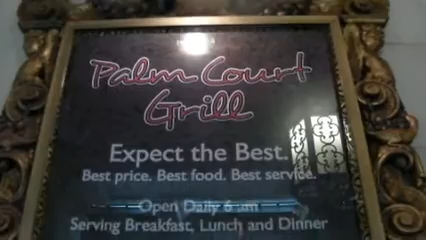 Palm Court
Grill
Expect the Best.
Best price. Best food. Best service.
Open Daily 6 am
Serving Breakfast, Lunch and Dinner